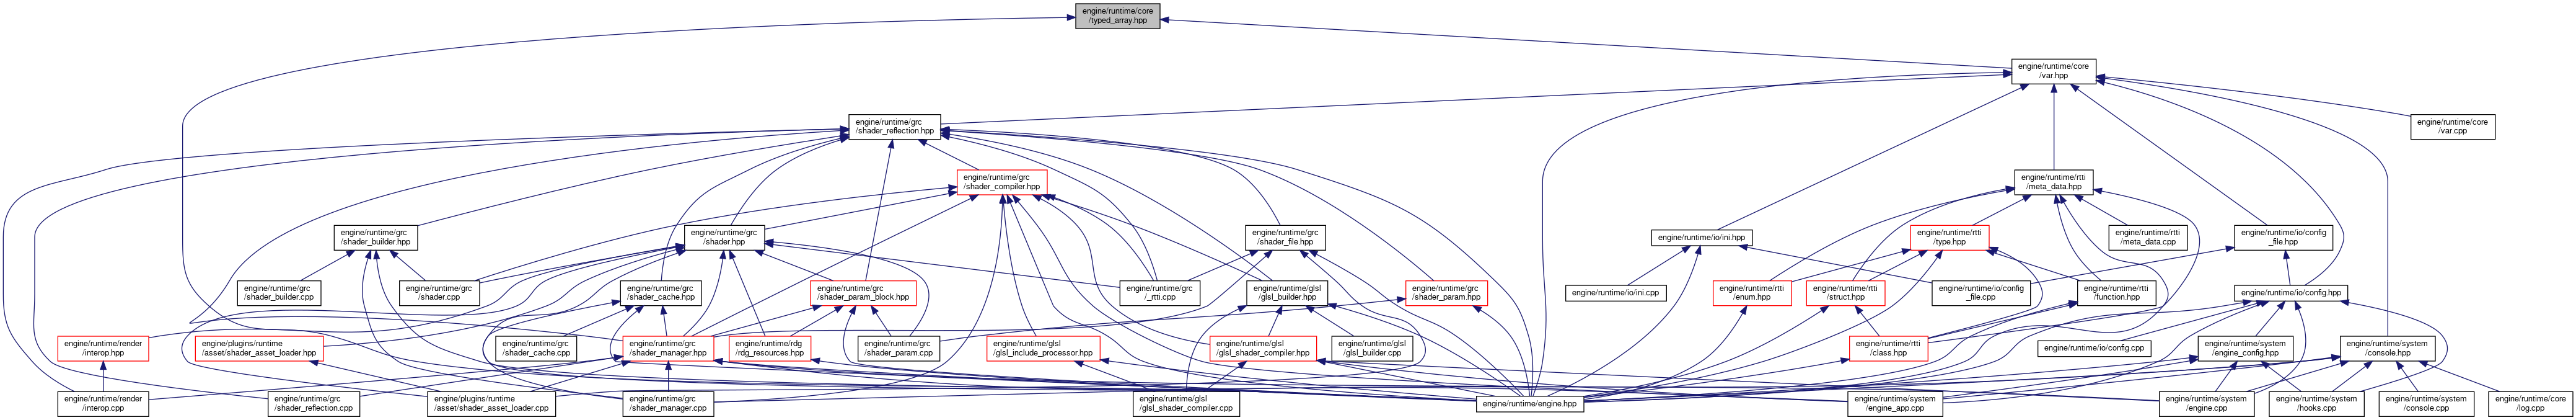 engine/runtime/core
/typed_array.hpp
engine/runtime/core
/var.hpp
engine/runtime/grc
/shader_reflection.hpp
engine/runtime/core
/var.cpp
engine/runtime/grc
/shader_compiler.hpp
engine/runtime/rtti
/meta_data.hpp
engine/runtime/grc
/shader_builder.hpp
engine/runtime/grc
/shader.hpp
engine/runtime/grc
/shader_file.hpp
engine/runtime/io/ini.hpp
engine/runtime/rtti
/type.hpp
engine/runtime/rtti
/meta_data.cpp
engine/runtime/io/config
_file.hpp
engine/runtime/grc
/shader_builder.cpp
engine/runtime/grc
/shader.cpp
engine/runtime/grc
/shader_cache.hpp
engine/runtime/grc
/shader_param_block.hpp
engine/runtime/grc
/_rtti.cpp
engine/runtime/glsl
/glsl_builder.hpp
engine/runtime/grc
/shader_param.hpp
engine/runtime/io/ini.cpp
engine/runtime/rtti
/enum.hpp
engine/runtime/rtti
/struct.hpp
engine/runtime/io/config
_file.cpp
engine/runtime/rtti
/function.hpp
engine/runtime/io/config.hpp
engine/runtime/render
/interop.hpp
engine/plugins/runtime
/asset/shader_asset_loader.hpp
engine/runtime/grc
/shader_cache.cpp
engine/runtime/grc
/shader_manager.hpp
engine/runtime/rdg
/rdg_resources.hpp
engine/runtime/grc
/shader_param.cpp
engine/runtime/glsl
/glsl_include_processor.hpp
engine/runtime/glsl
/glsl_shader_compiler.hpp
engine/runtime/glsl
/glsl_builder.cpp
engine/runtime/rtti
/class.hpp
engine/runtime/io/config.cpp
engine/runtime/system
/engine_config.hpp
engine/runtime/system
/console.hpp
engine/runtime/render
/interop.cpp
engine/runtime/grc
/shader_reflection.cpp
engine/plugins/runtime
/asset/shader_asset_loader.cpp
engine/runtime/grc
/shader_manager.cpp
engine/runtime/glsl
/glsl_shader_compiler.cpp
engine/runtime/engine.hpp
engine/runtime/system
/engine_app.cpp
engine/runtime/system
/engine.cpp
engine/runtime/system
/hooks.cpp
engine/runtime/system
/console.cpp
engine/runtime/core
/log.cpp